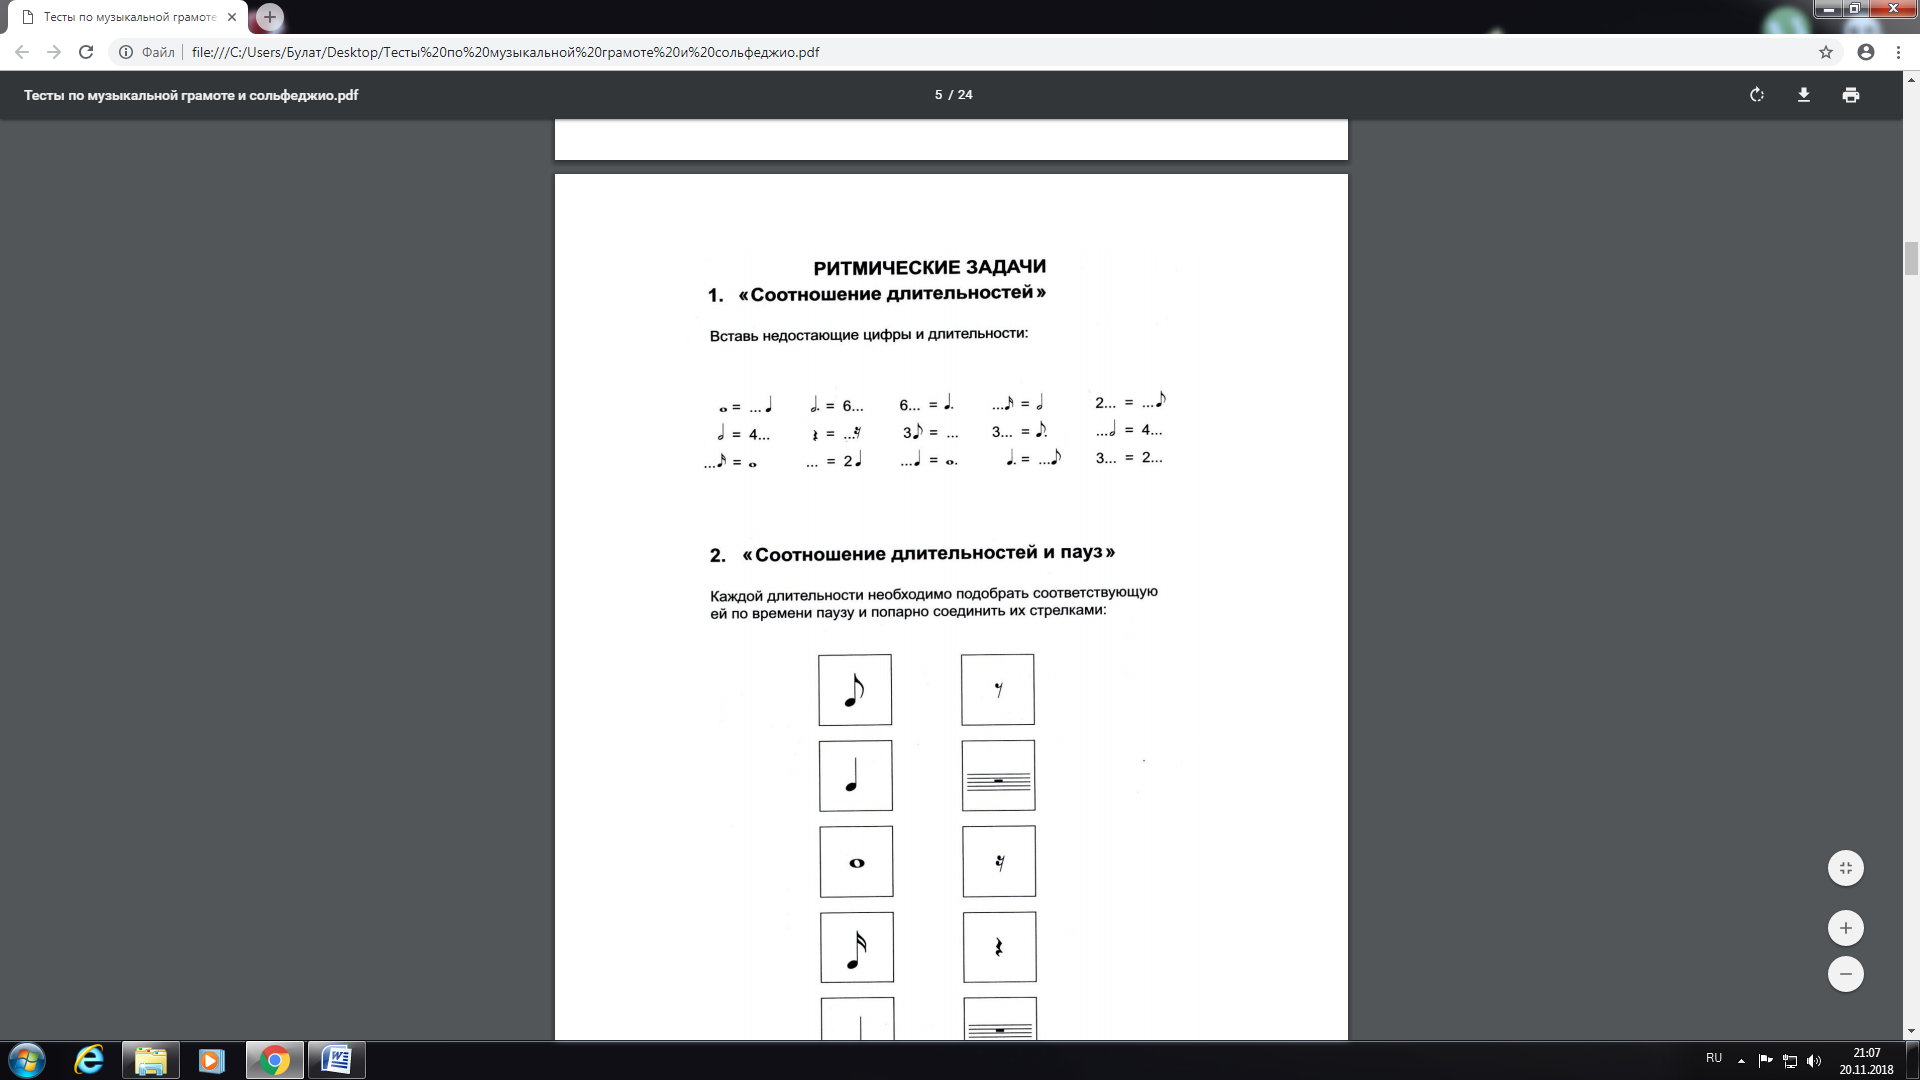 Тесты по музыкальной грамоте
Файл file:///C:/Users/Булат/Desktop/Тесты%20по%20музыкальной%20грамоте%20и%20сольфеджио.pdf
Тесты по музыкальной грамоте и сольфеджио.pdf 5 / 24
РИТМИЧЕСКИЕ ЗАДАЧИ
1. «Соотношение длительностей»
Вставь недостающие цифры и длительности:
𝅝 = ...♩ 𝅗𝅥. = 6... 6... = ♩. ...𝅘𝅥𝅯 = 𝅗𝅥 2... = ...♪
𝅗𝅥 = 4... 𝄽 = ...𝄿 3♪ = ... 3... = ♪. ...𝅗𝅥 = 4...
...𝅘𝅥𝅯 = 𝅝 ... = 2♩ ...♩ = 𝅝. ♩. = ...♪ 3... = 2...
2. «Соотношение длительностей и пауз»
Каждой длительности необходимо подобрать соответствующую
ей по времени паузу и попарно соединить их стрелками:
RU 21:07
20.11.2018